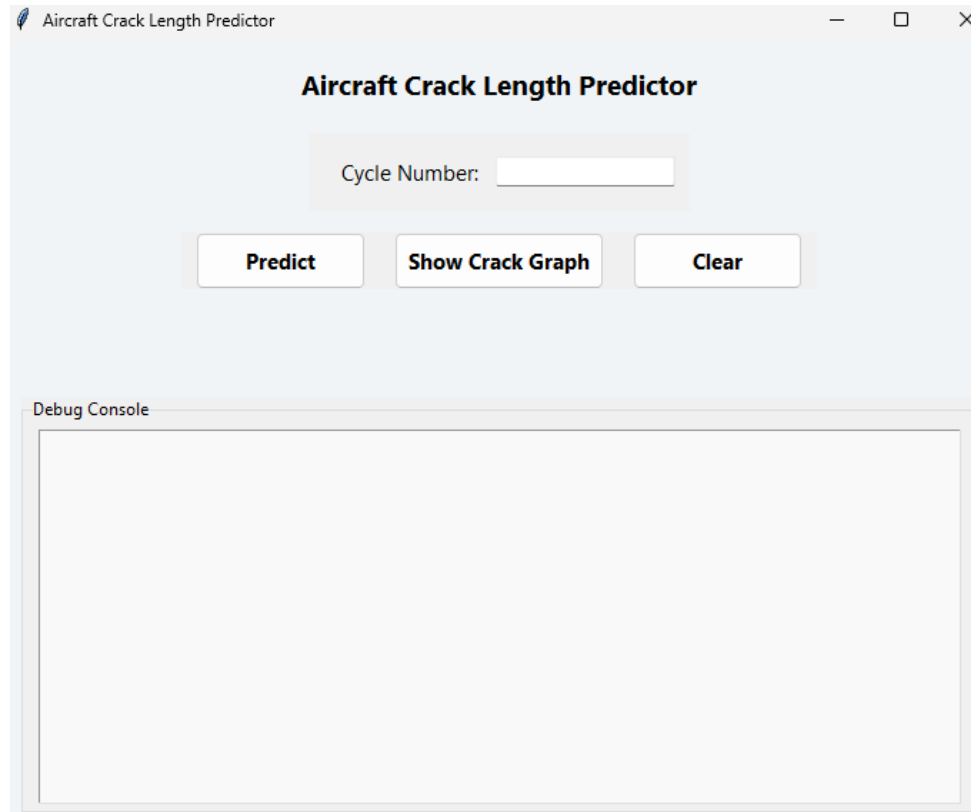 Aircraft Crack Length Predictor
Aircraft Crack Length Predictor
Cycle Number:
Predict Show Crack Graph Clear
Debug Console